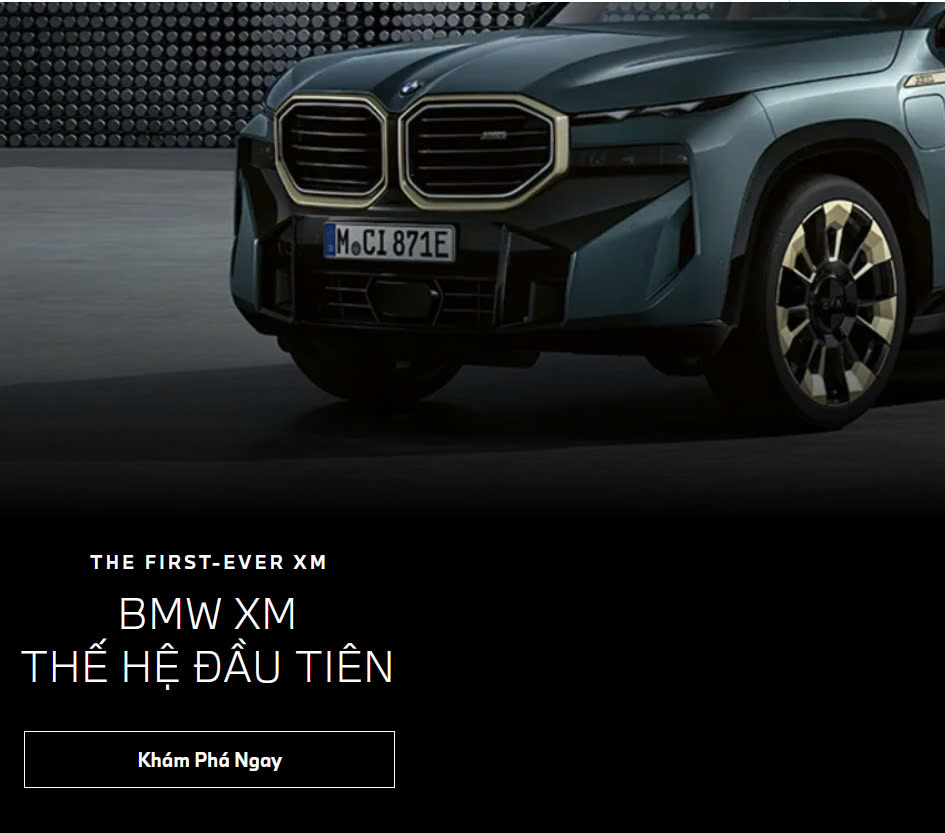 M CI 871E
THE FIRST-EVER XM
BMW XM
THẾ HỆ ĐẦU TIÊN
Khám Phá Ngay